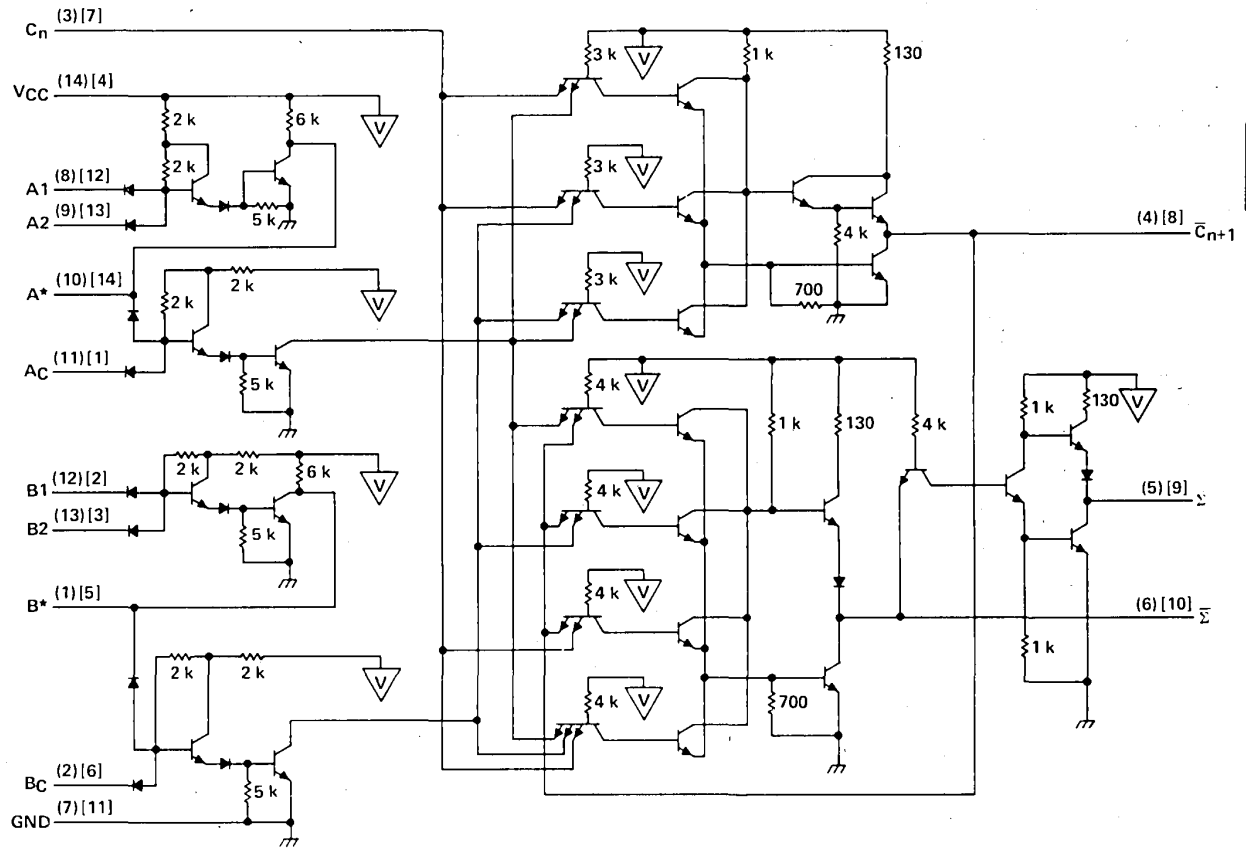 Cn (3)[7]
3 k V 1 k 130
VCC (14)[4]
2 k 6 k V
2 k
A1 (8)[12]
A2 (9)[13]
5 k
3 k V
4 k
(4)[8] C̄n+1
A* (10)[14]
2 k 2 k V
3 k V
700
AC (11)[1]
5 k
4 k V 1 k 130 4 k
1 k 130 V
B1 (12)[2]
2 k 2 k 6 k V
B2 (13)[3]
5 k
4 k V
(5)[9] Σ
B* (1)[5]
4 k V
(6)[10] Σ̄
2 k 2 k V
1 k
4 k V
700
BC (2)[6]
5 k
GND (7)[11]